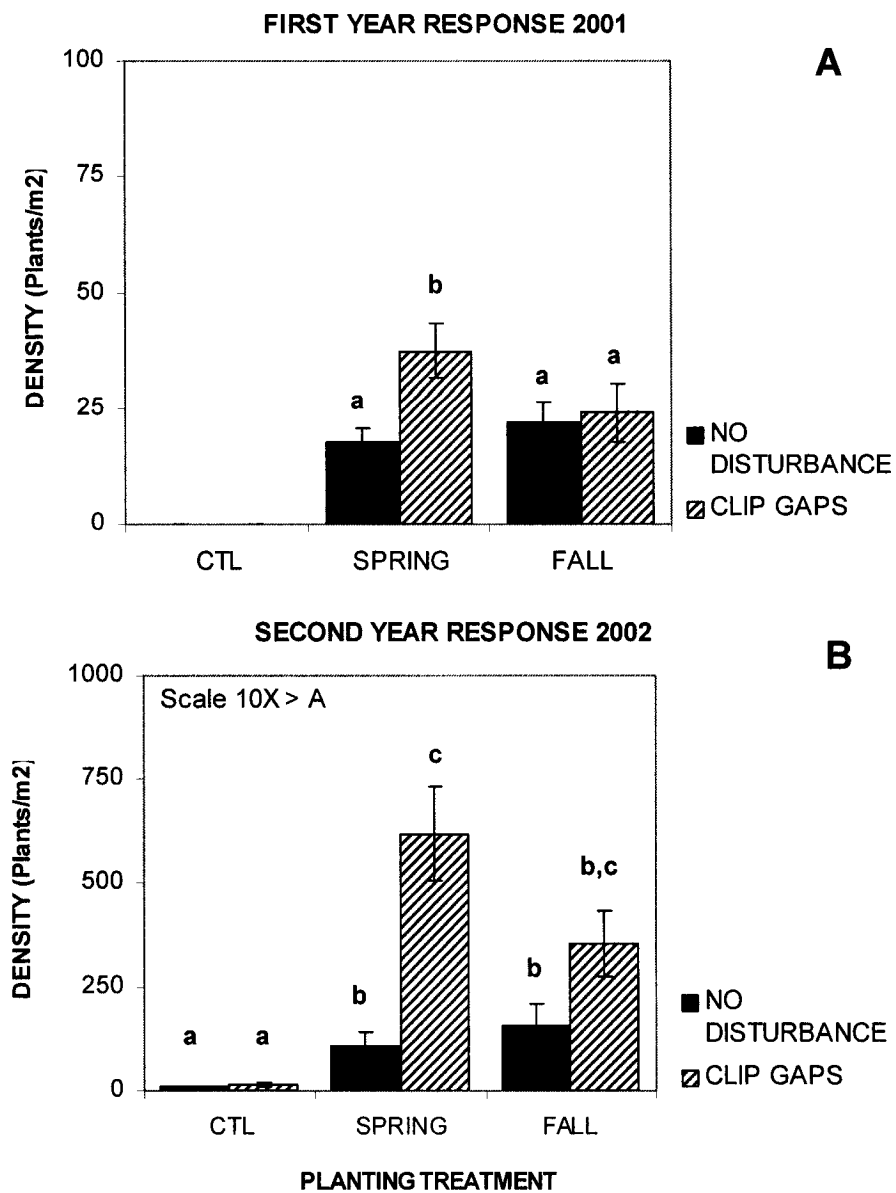 FIRST YEAR RESPONSE 2001
A
100
75
50
25
0
DENSITY (Plants/m2)
b
a
a
a
CTL
SPRING
FALL
NO
DISTURBANCE
CLIP GAPS
SECOND YEAR RESPONSE 2002
B
1000
750
500
250
0
DENSITY (Plants/m2)
Scale 10X > A
c
b,c
b
b
a
a
CTL
SPRING
FALL
NO
DISTURBANCE
CLIP GAPS
PLANTING TREATMENT